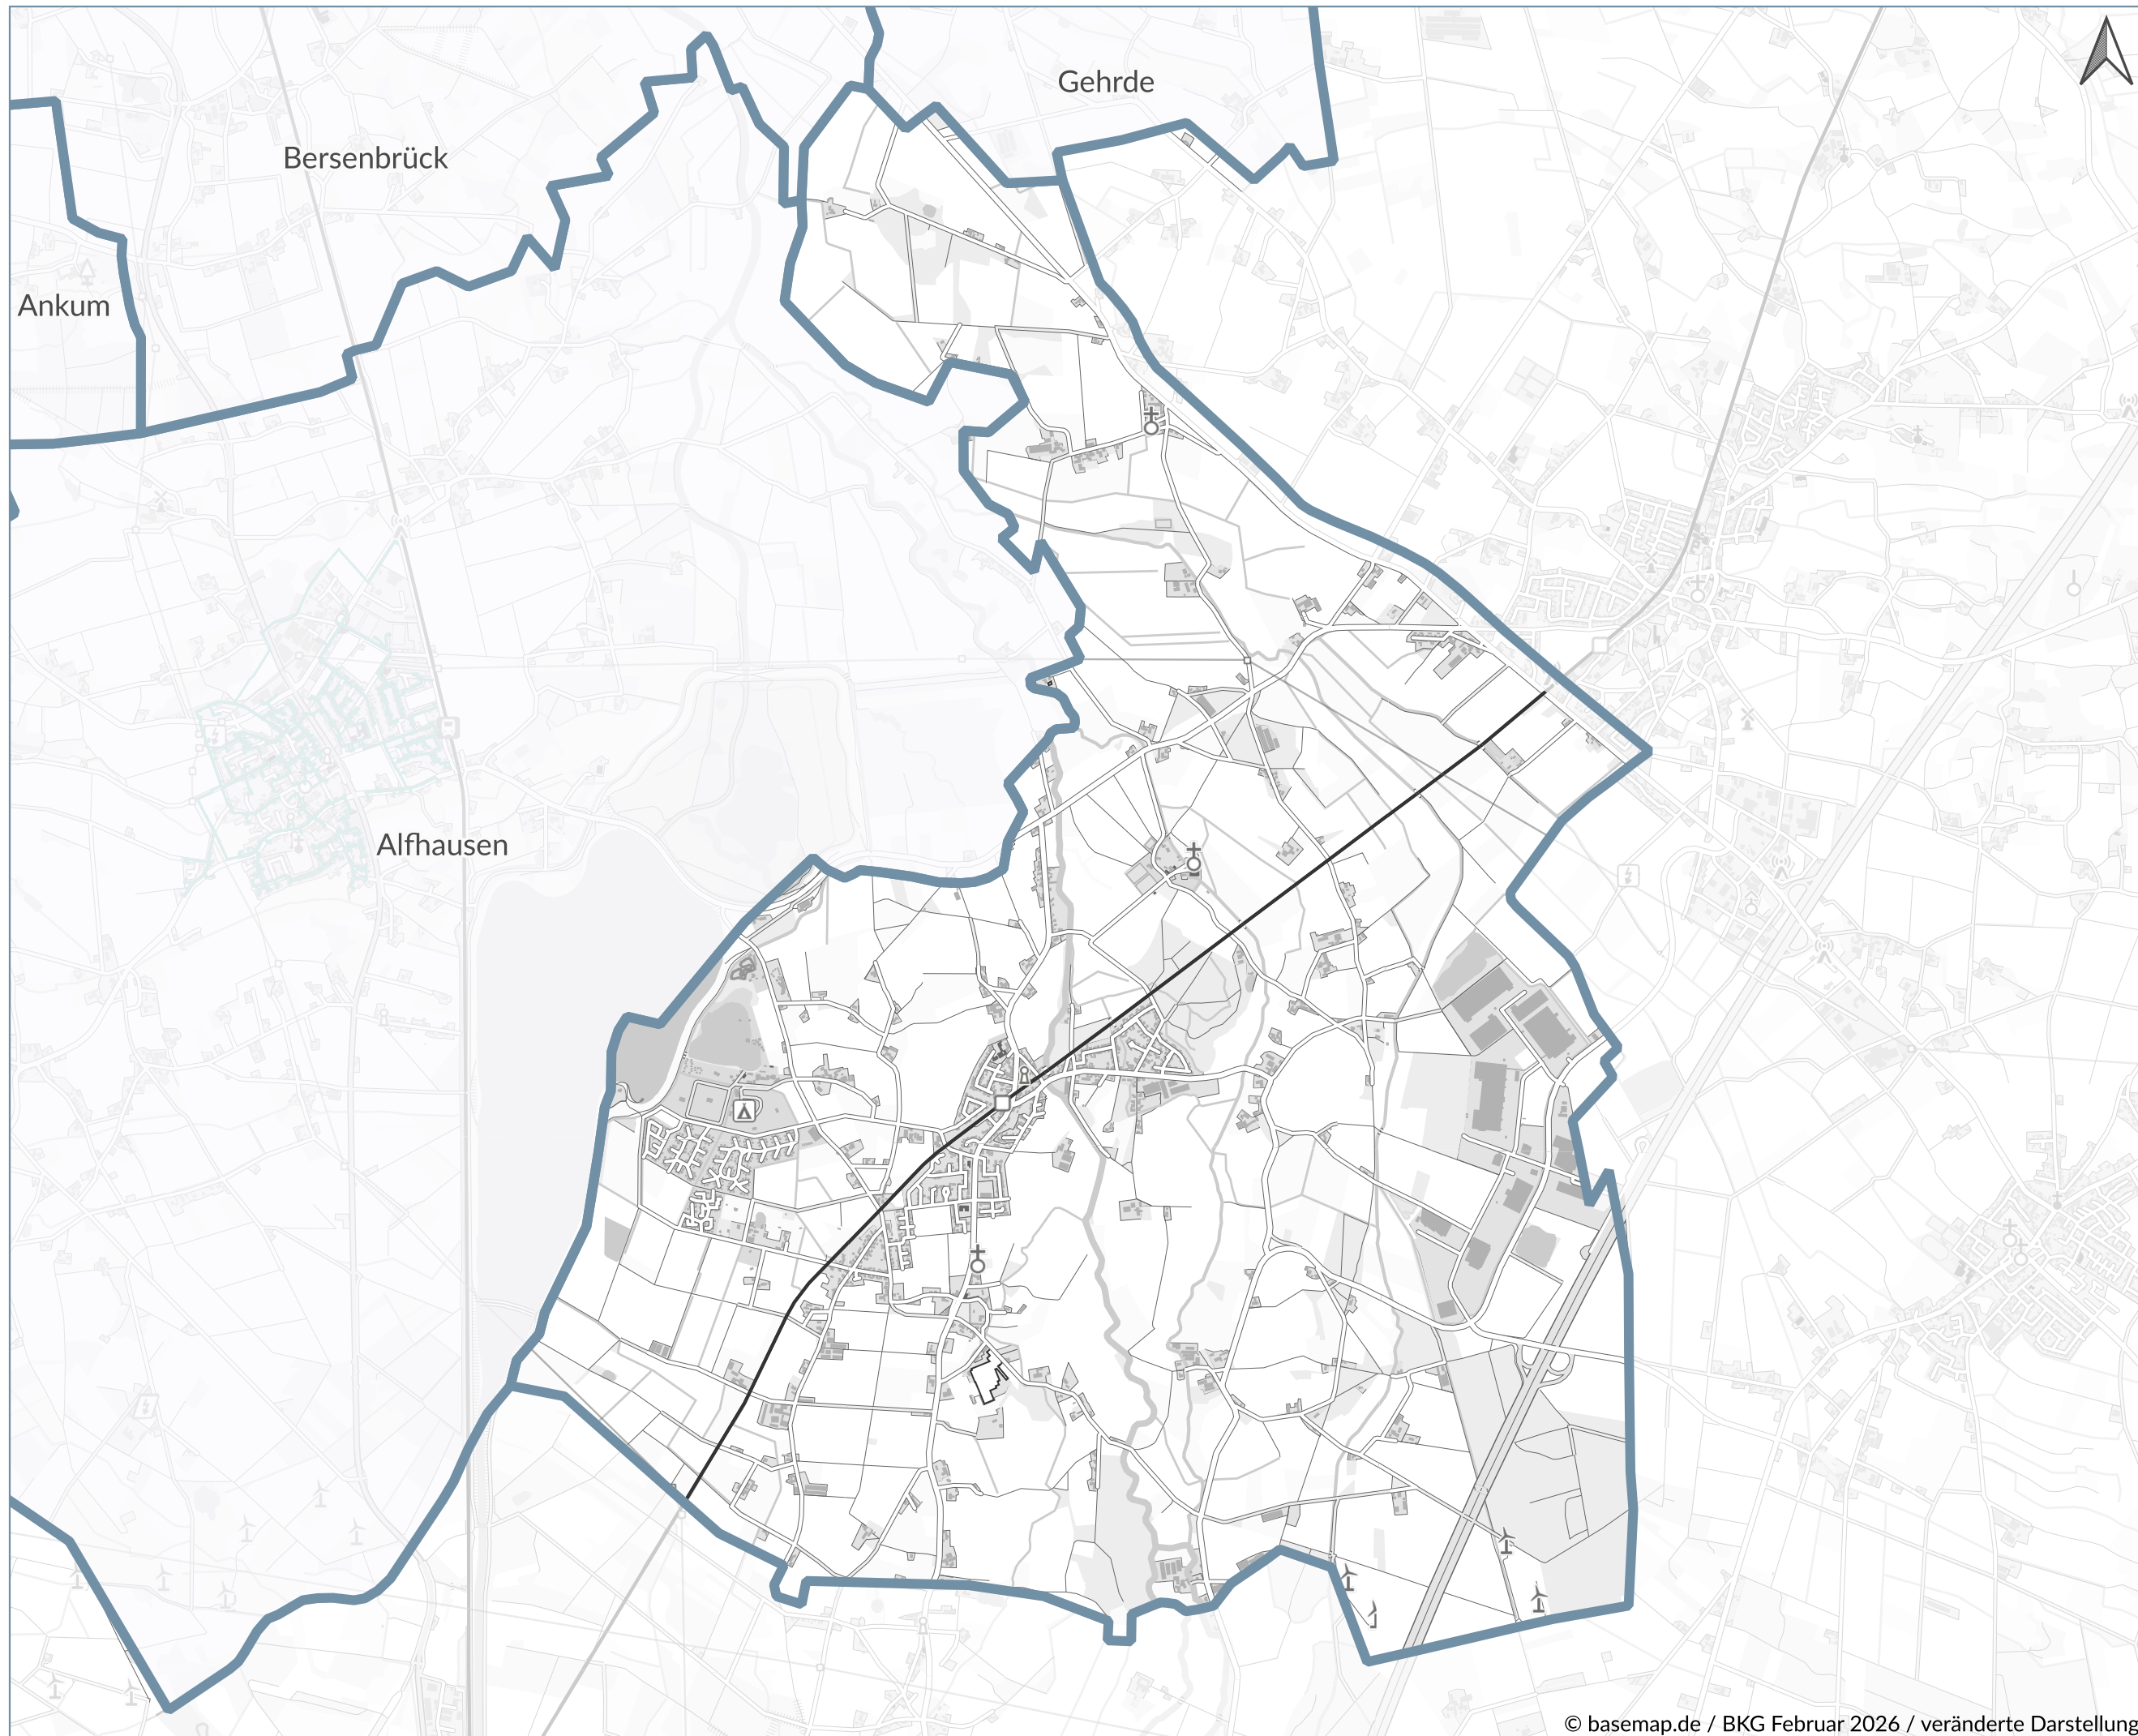 Gehrde
Bersenbrück
Ankum
Alfhausen
© basemap.de / BKG Februar 2026 / veränderte Darstellung